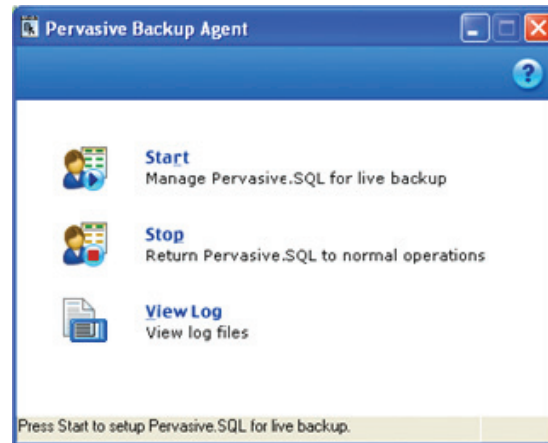 Pervasive Backup Agent
Start
Manage Pervasive.SQL for live backup
Stop
Return Pervasive.SQL to normal operations
View Log
View log files
Press Start to setup Pervasive.SQL for live backup.